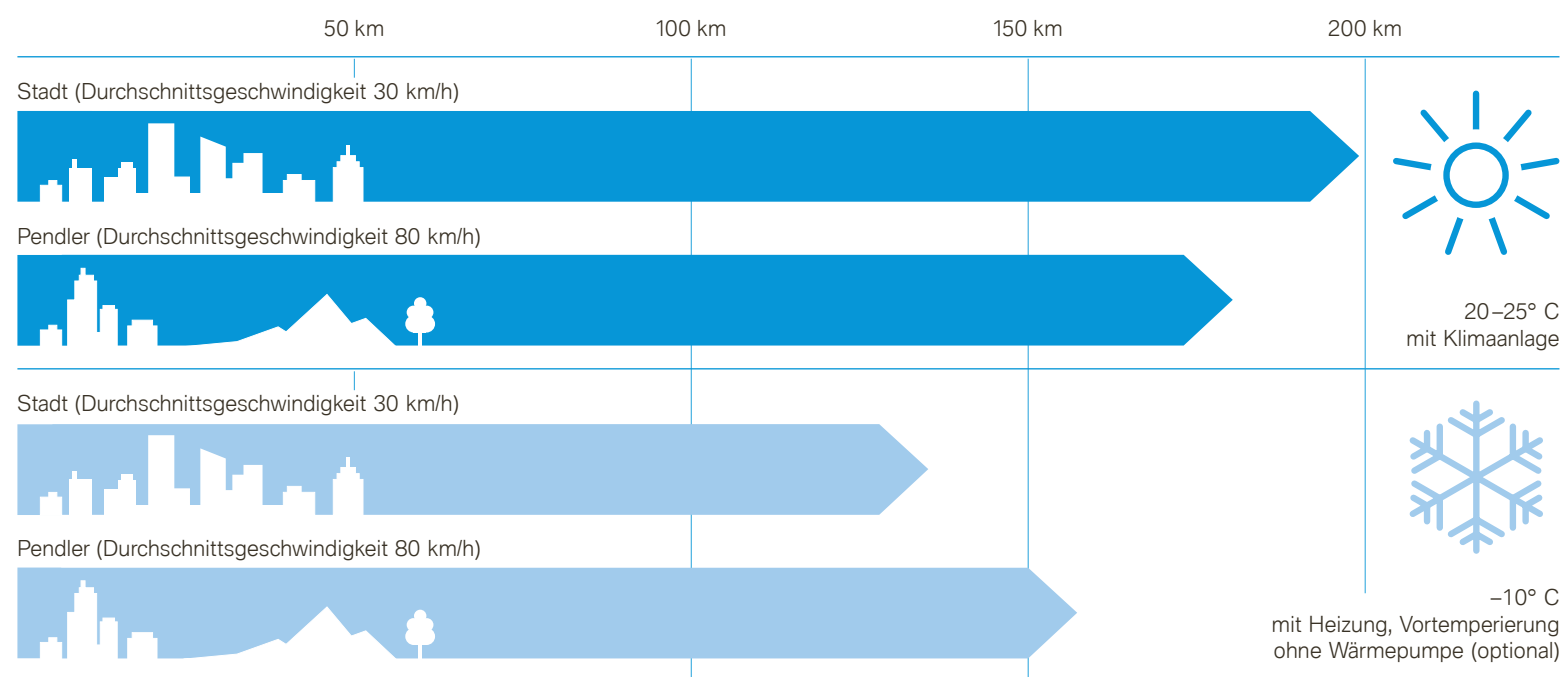 50 km 100 km 150 km 200 km
Stadt (Durchschnittsgeschwindigkeit 30 km/h)
Pendler (Durchschnittsgeschwindigkeit 80 km/h)
20–25° C
mit Klimaanlage
Stadt (Durchschnittsgeschwindigkeit 30 km/h)
Pendler (Durchschnittsgeschwindigkeit 80 km/h)
–10° C
mit Heizung, Vortemperierung
ohne Wärmepumpe (optional)